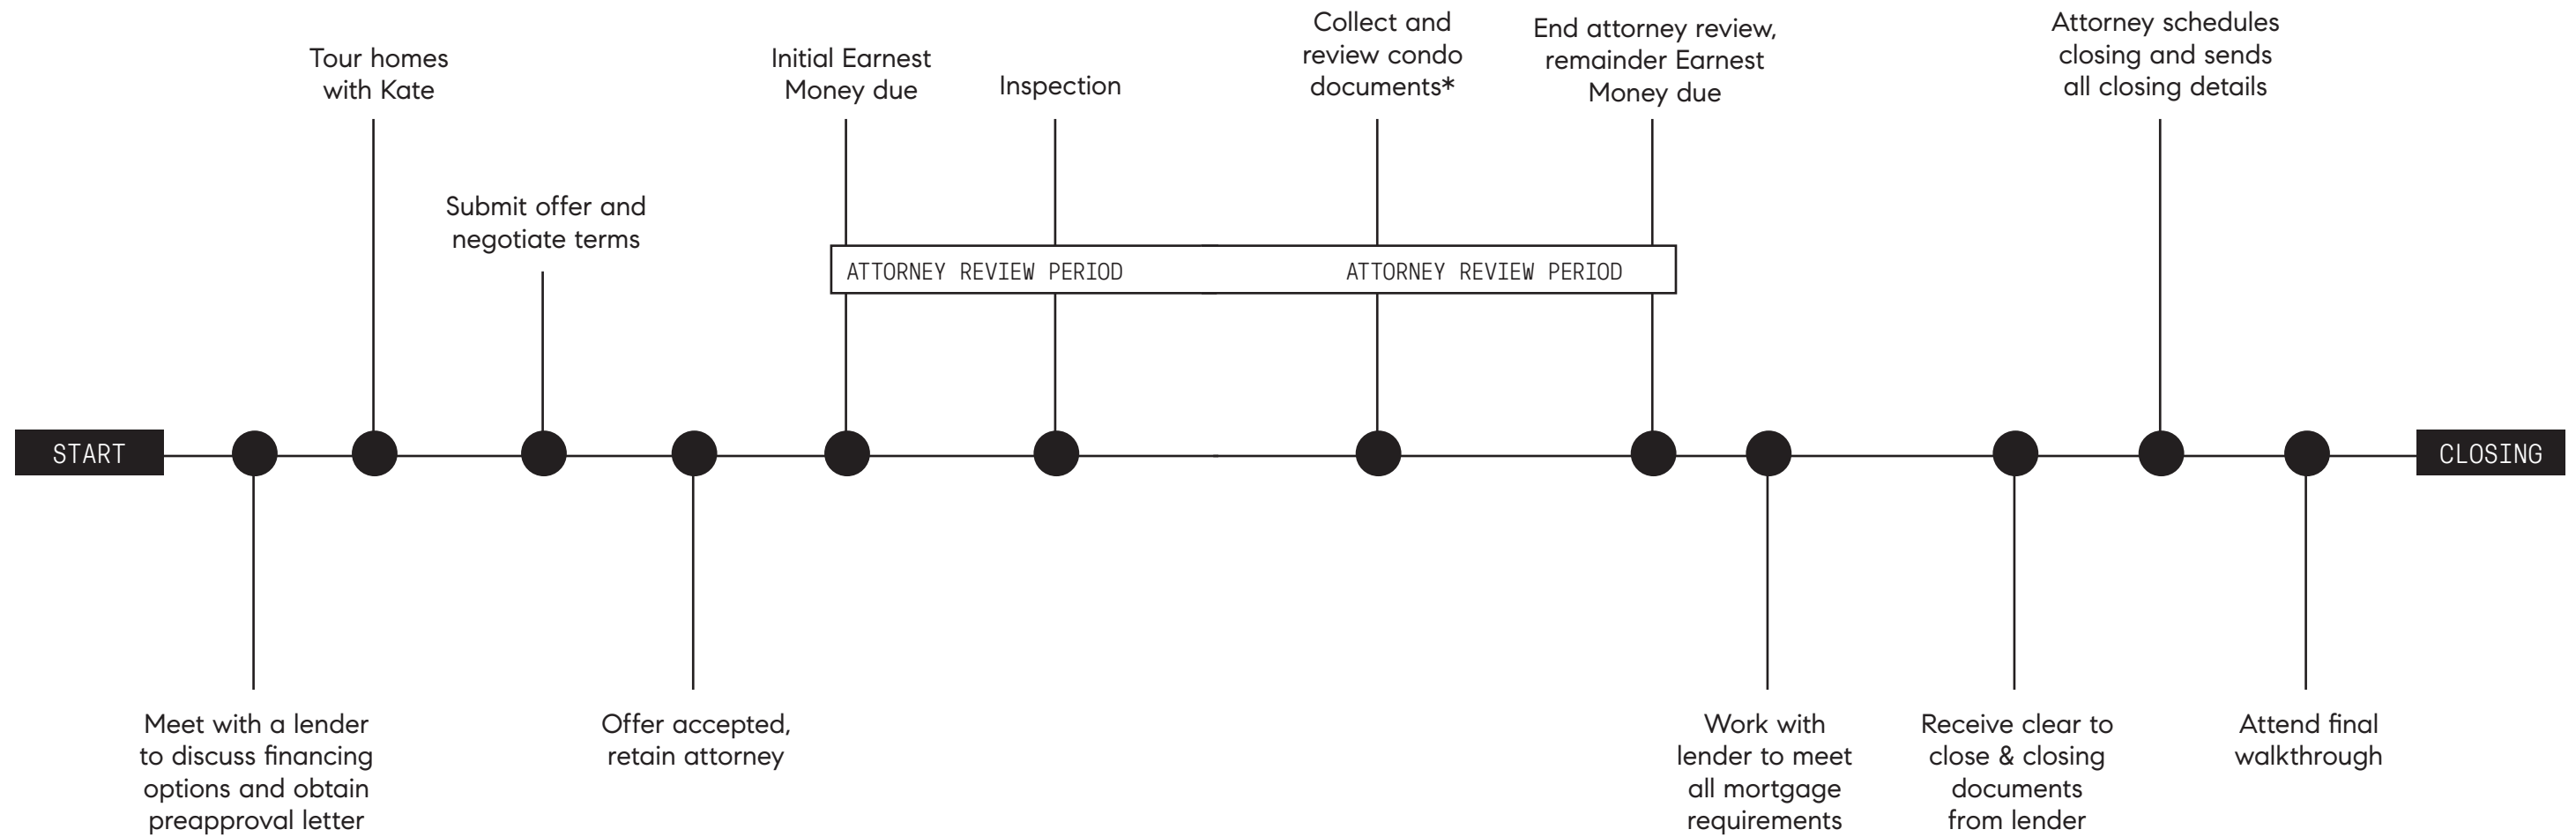 Tour homes
with Kate
Submit offer and
negotiate terms
Initial Earnest
Money due
Inspection
Collect and
review condo
documents*
End attorney review,
remainder Earnest
Money due
Attorney schedules
closing and sends
all closing details
ATTORNEY REVIEW PERIOD
ATTORNEY REVIEW PERIOD
START
CLOSING
Meet with a lender
to discuss financing
options and obtain
preapproval letter
Offer accepted,
retain attorney
Work with
lender to meet
all mortgage
requirements
Receive clear to
close & closing
documents
from lender
Attend final
walkthrough